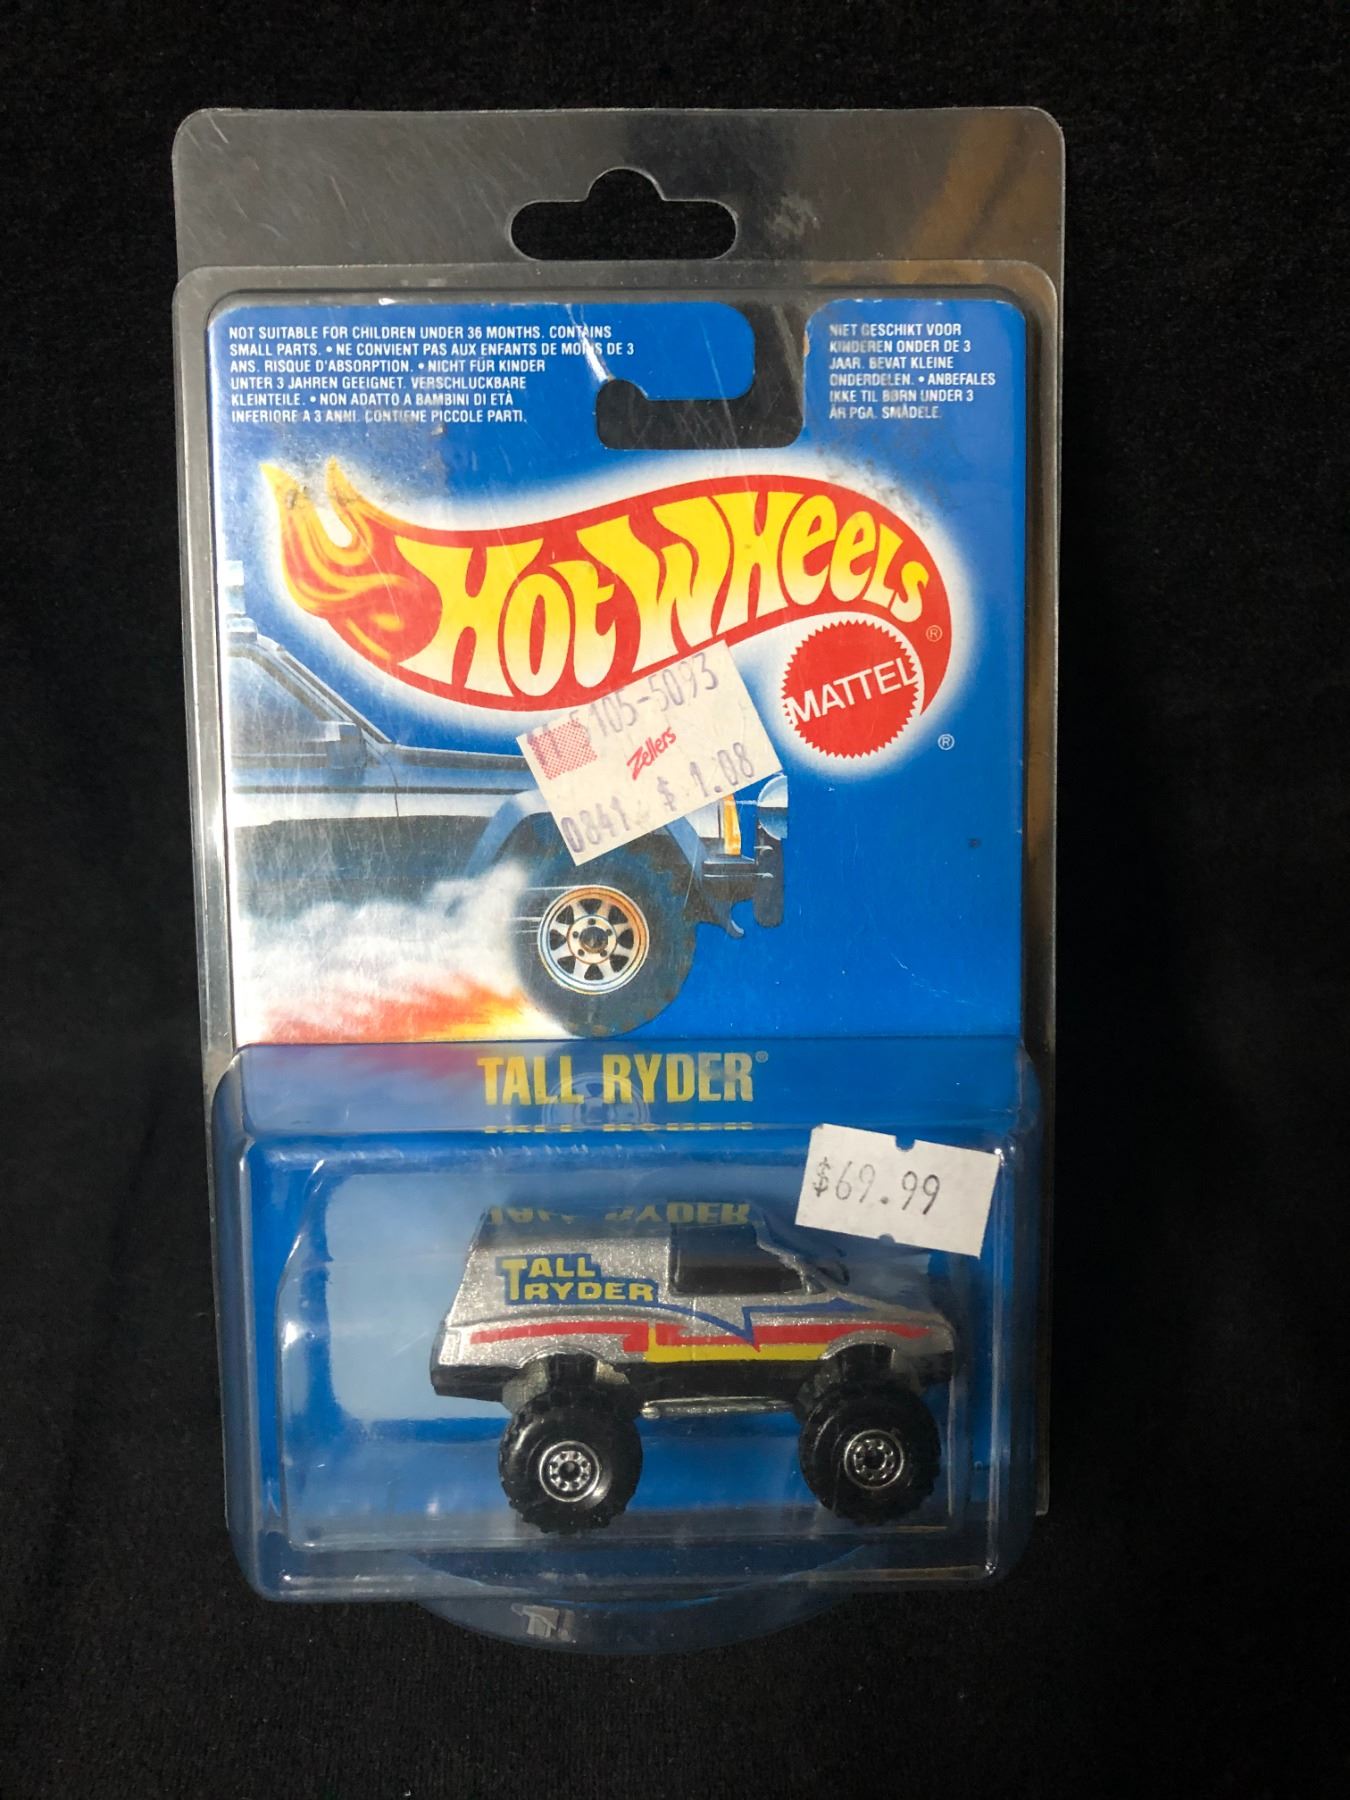 NOT SUITABLE FOR CHILDREN UNDER 36 MONTHS. CONTAINS
SMALL PARTS. • NE CONVIENT PAS AUX ENFANTS DE MOINS DE 3
ANS. RISQUE D'ABSORPTION. • NICHT FÜR KINDER
UNTER 3 JAHREN GEEIGNET. VERSCHLUCKBARE
KLEINTEILE. • NON ADATTO A BAMBINI DI ETÀ
INFERIORE A 3 ANNI. CONTIENE PICCOLE PARTI.
NIET GESCHIKT VOOR
KINDEREN ONDER DE 3
JAAR. BEVAT KLEINE
ONDERDELEN. • ANBEFALES
IKKE TIL BØRN UNDER 3
ÅR PGA. SMÅDELE.
HOT WHEELS ®
MATTEL
®
105-5093
Zellers
0841 $ 1.08
TALL RYDER®
$69.99
TALL
RYDER